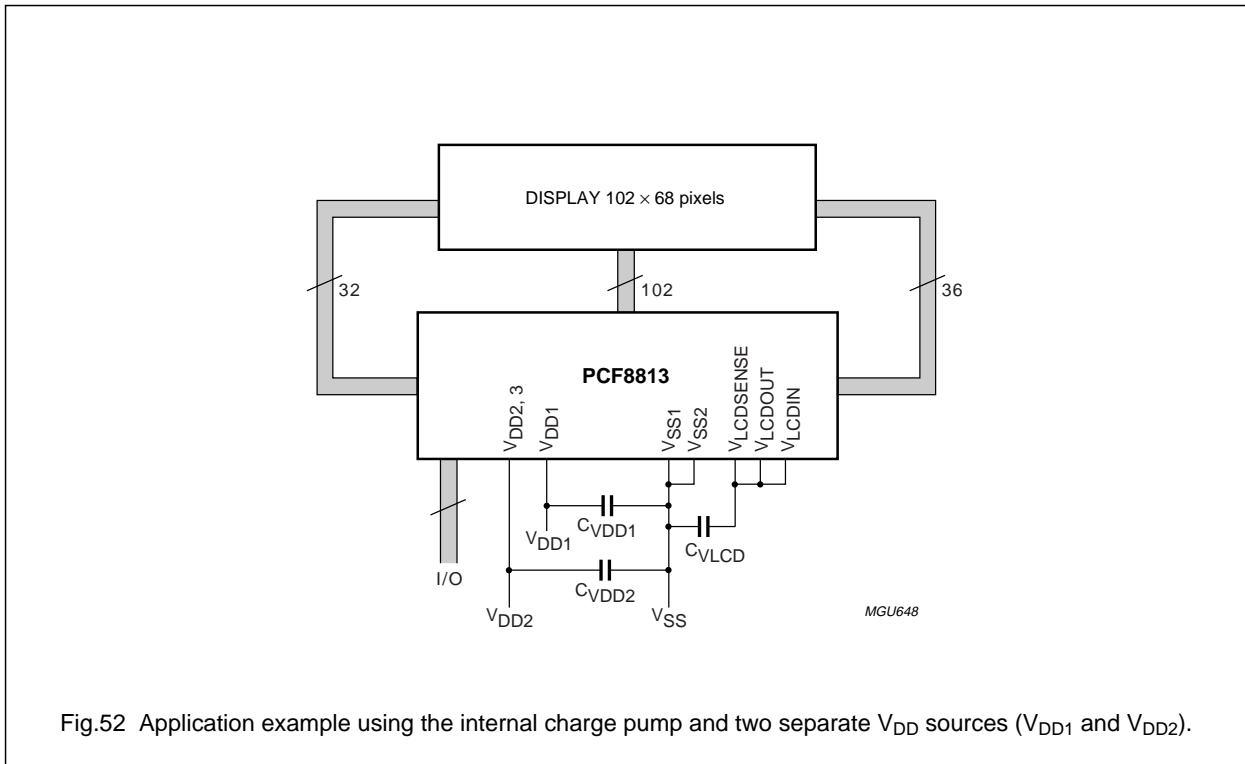 DISPLAY 102 × 68 pixels
32
102
36
PCF8813
VDD2, 3
VDD1
VSS1
VSS2
VLCDSENSE
VLCDOUT
VLCDIN
VDD1
CVDD1
CVLCD
I/O
CVDD2
VDD2
VSS
MGU648
Fig.52 Application example using the internal charge pump and two separate VDD sources (VDD1 and VDD2).